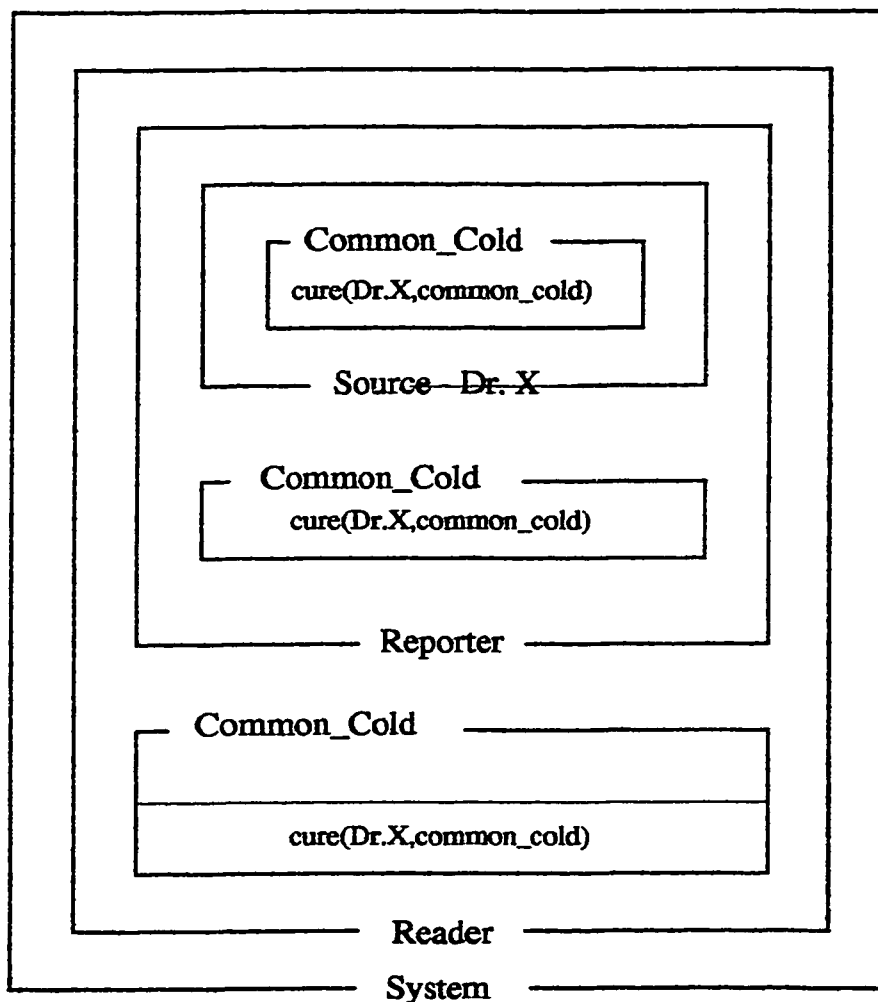 Common_Cold
cure(Dr.X,common_cold)
Source Dr. X
Common_Cold
cure(Dr.X,common_cold)
Reporter
Common_Cold
cure(Dr.X,common_cold)
Reader
System